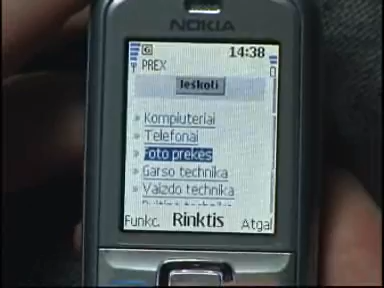 NOKIA
14:38
PREX
Ieškoti
» Kompiuteriai
» Telefonai
» Foto prekės
» Garso technika
» Vaizdo technika
Funkc. Rinktis Atgal